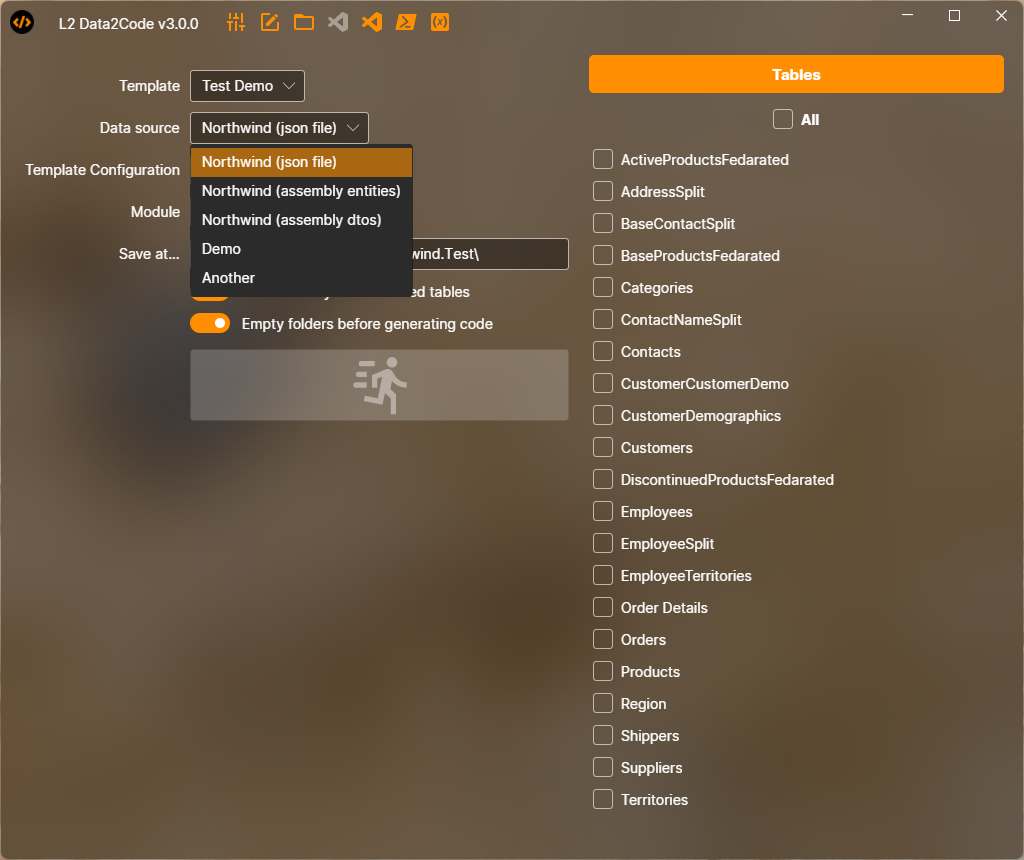 L2 Data2Code v3.0.0
Template
Test Demo
Data source
Northwind (json file)
Template Configuration
Northwind (json file)
Northwind (assembly entities)
Module
Northwind (assembly dtos)
Save at...
Demo
wind.Test\
Another
tables
Empty folders before generating code
Tables
All
ActiveProductsFedarated
AddressSplit
BaseContactSplit
BaseProductsFedarated
Categories
ContactNameSplit
Contacts
CustomerCustomerDemo
CustomerDemographics
Customers
DiscontinuedProductsFedarated
Employees
EmployeeSplit
EmployeeTerritories
Order Details
Orders
Products
Region
Shippers
Suppliers
Territories